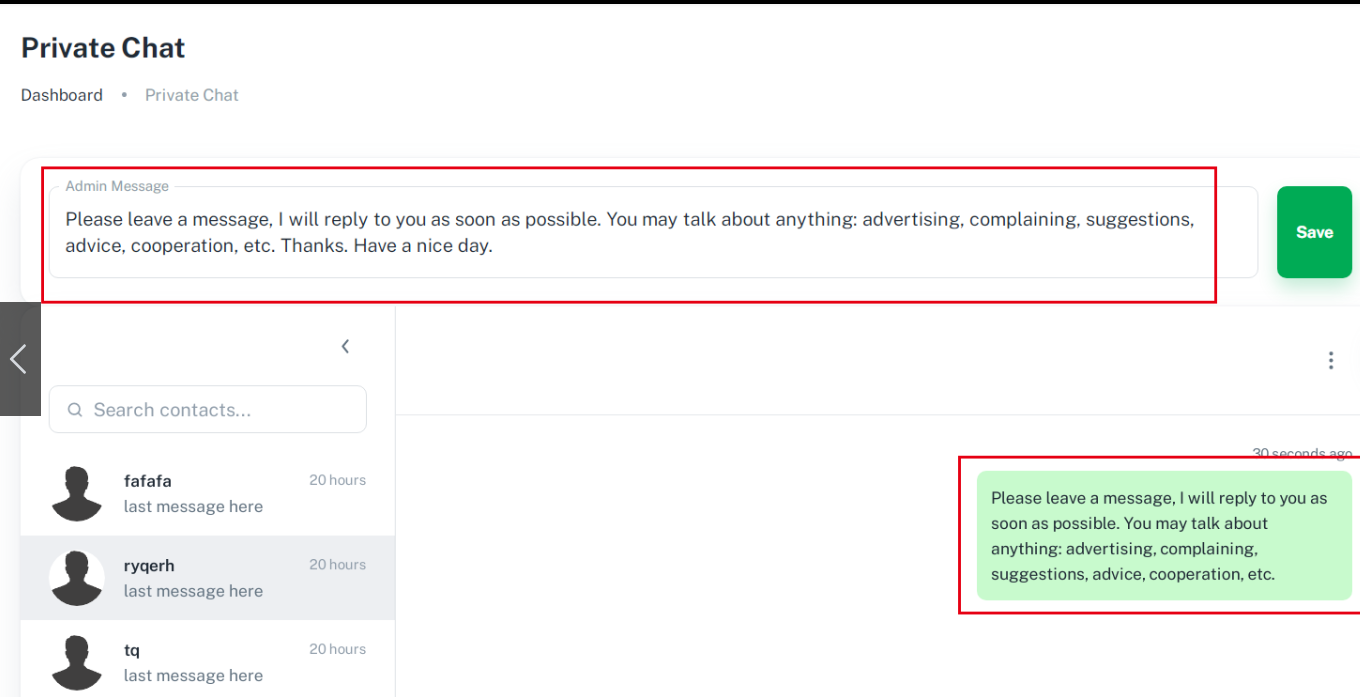 Private Chat
Dashboard • Private Chat
Admin Message
Please leave a message, I will reply to you as soon as possible. You may talk about anything: advertising, complaining, suggestions,
advice, cooperation, etc. Thanks. Have a nice day.
Save
Search contacts...
fafafa 20 hours
last message here
ryqerh 20 hours
last message here
tq 20 hours
last message here
30 seconds ago
Please leave a message, I will reply to you as
soon as possible. You may talk about
anything: advertising, complaining,
suggestions, advice, cooperation, etc.